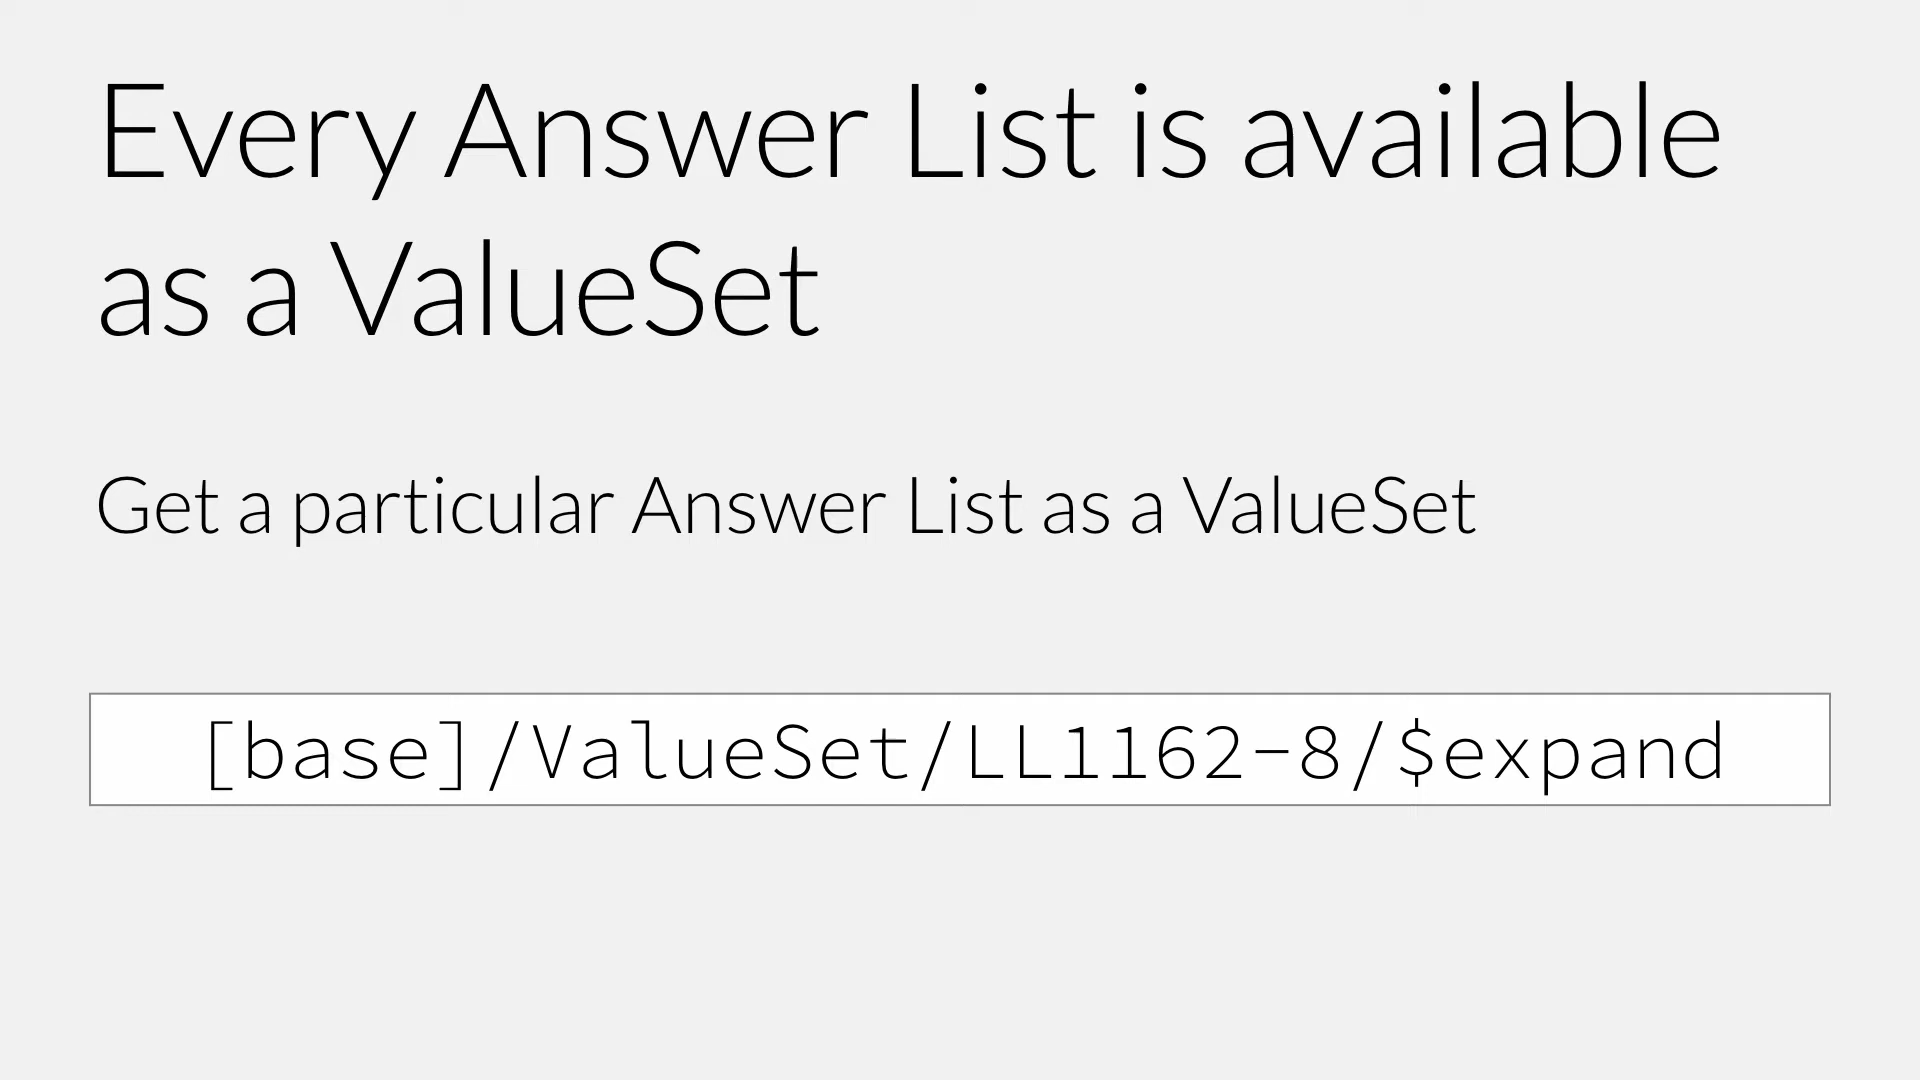 Every Answer List is available
as a ValueSet
Get a particular Answer List as a ValueSet
[base]/ValueSet/LL1162-8/$expand